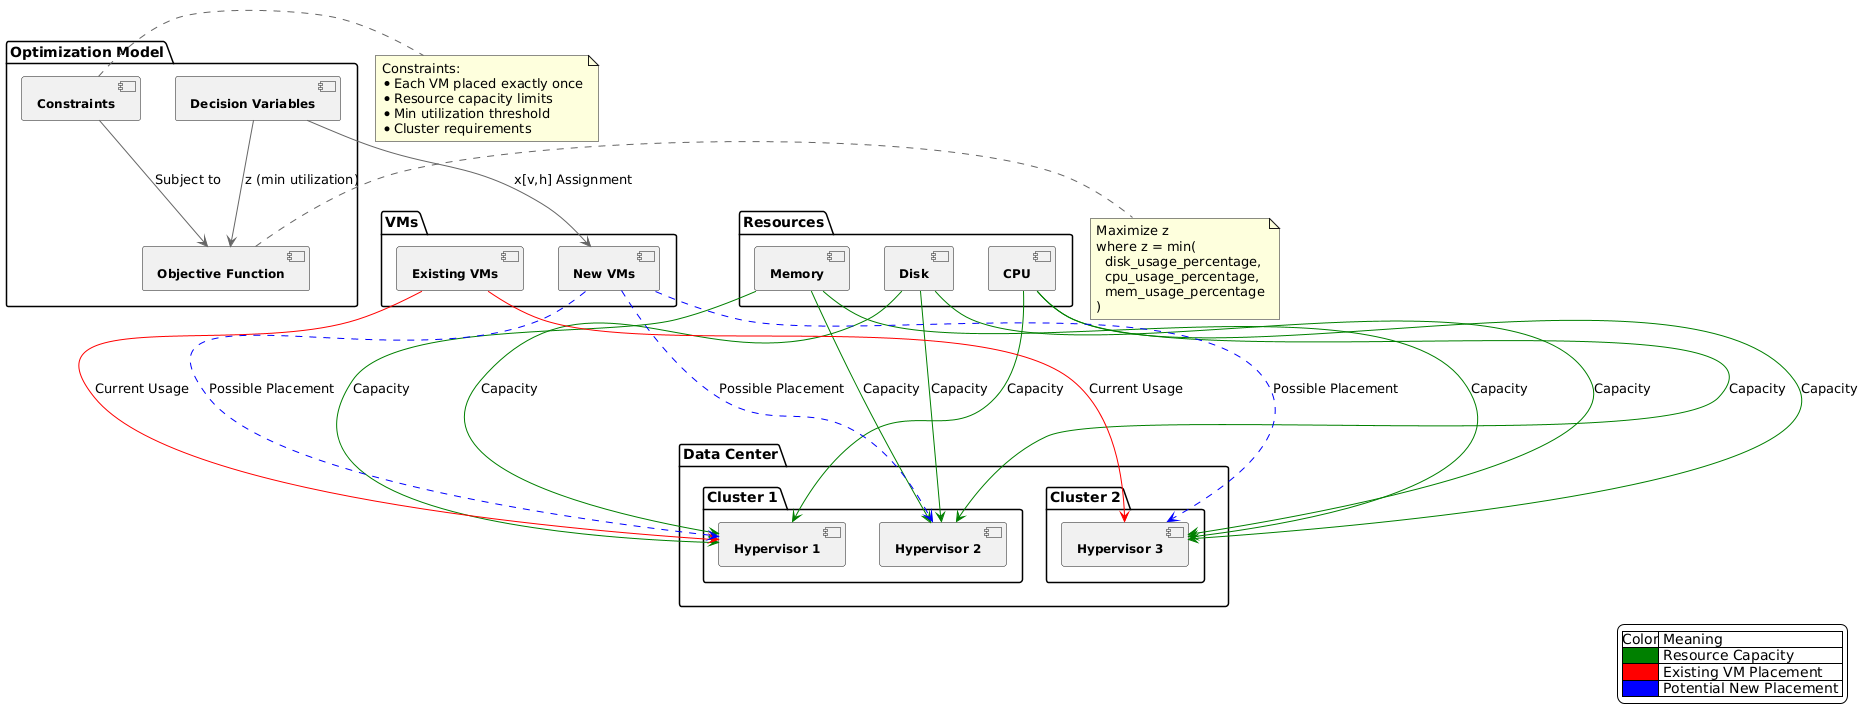 Optimization Model
Constraints
Decision Variables
Constraints:
• Each VM placed exactly once
• Resource capacity limits
• Min utilization threshold
• Cluster requirements
Subject to
z (min utilization)
x[v,h] Assignment
Objective Function
VMs
Existing VMs
New VMs
Resources
Memory
Disk
CPU
Maximize z
where z = min(
disk_usage_percentage,
cpu_usage_percentage,
mem_usage_percentage
)
Current Usage
Possible Placement
Capacity
Capacity
Possible Placement
Capacity
Capacity
Capacity
Current Usage
Possible Placement
Capacity
Capacity
Capacity
Capacity
Data Center
Cluster 1
Hypervisor 1
Hypervisor 2
Cluster 2
Hypervisor 3
Color Meaning
Resource Capacity
Existing VM Placement
Potential New Placement